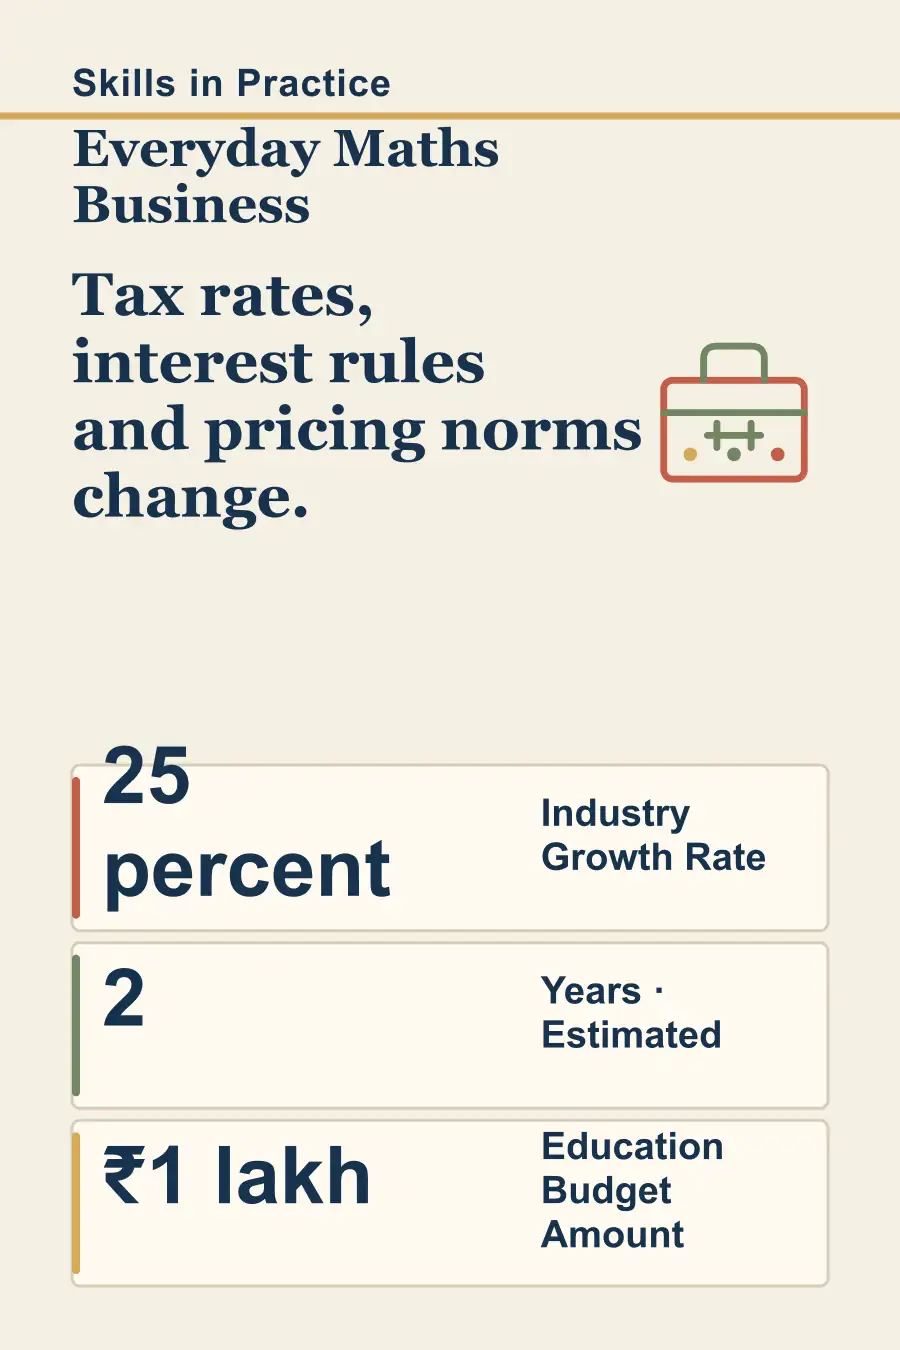 Skills in Practice
Everyday Maths
Business
Tax rates,
interest rules
and pricing norms
change.
25
percent
Industry
Growth Rate
2
Years ·
Estimated
₹1 lakh
Education
Budget
Amount